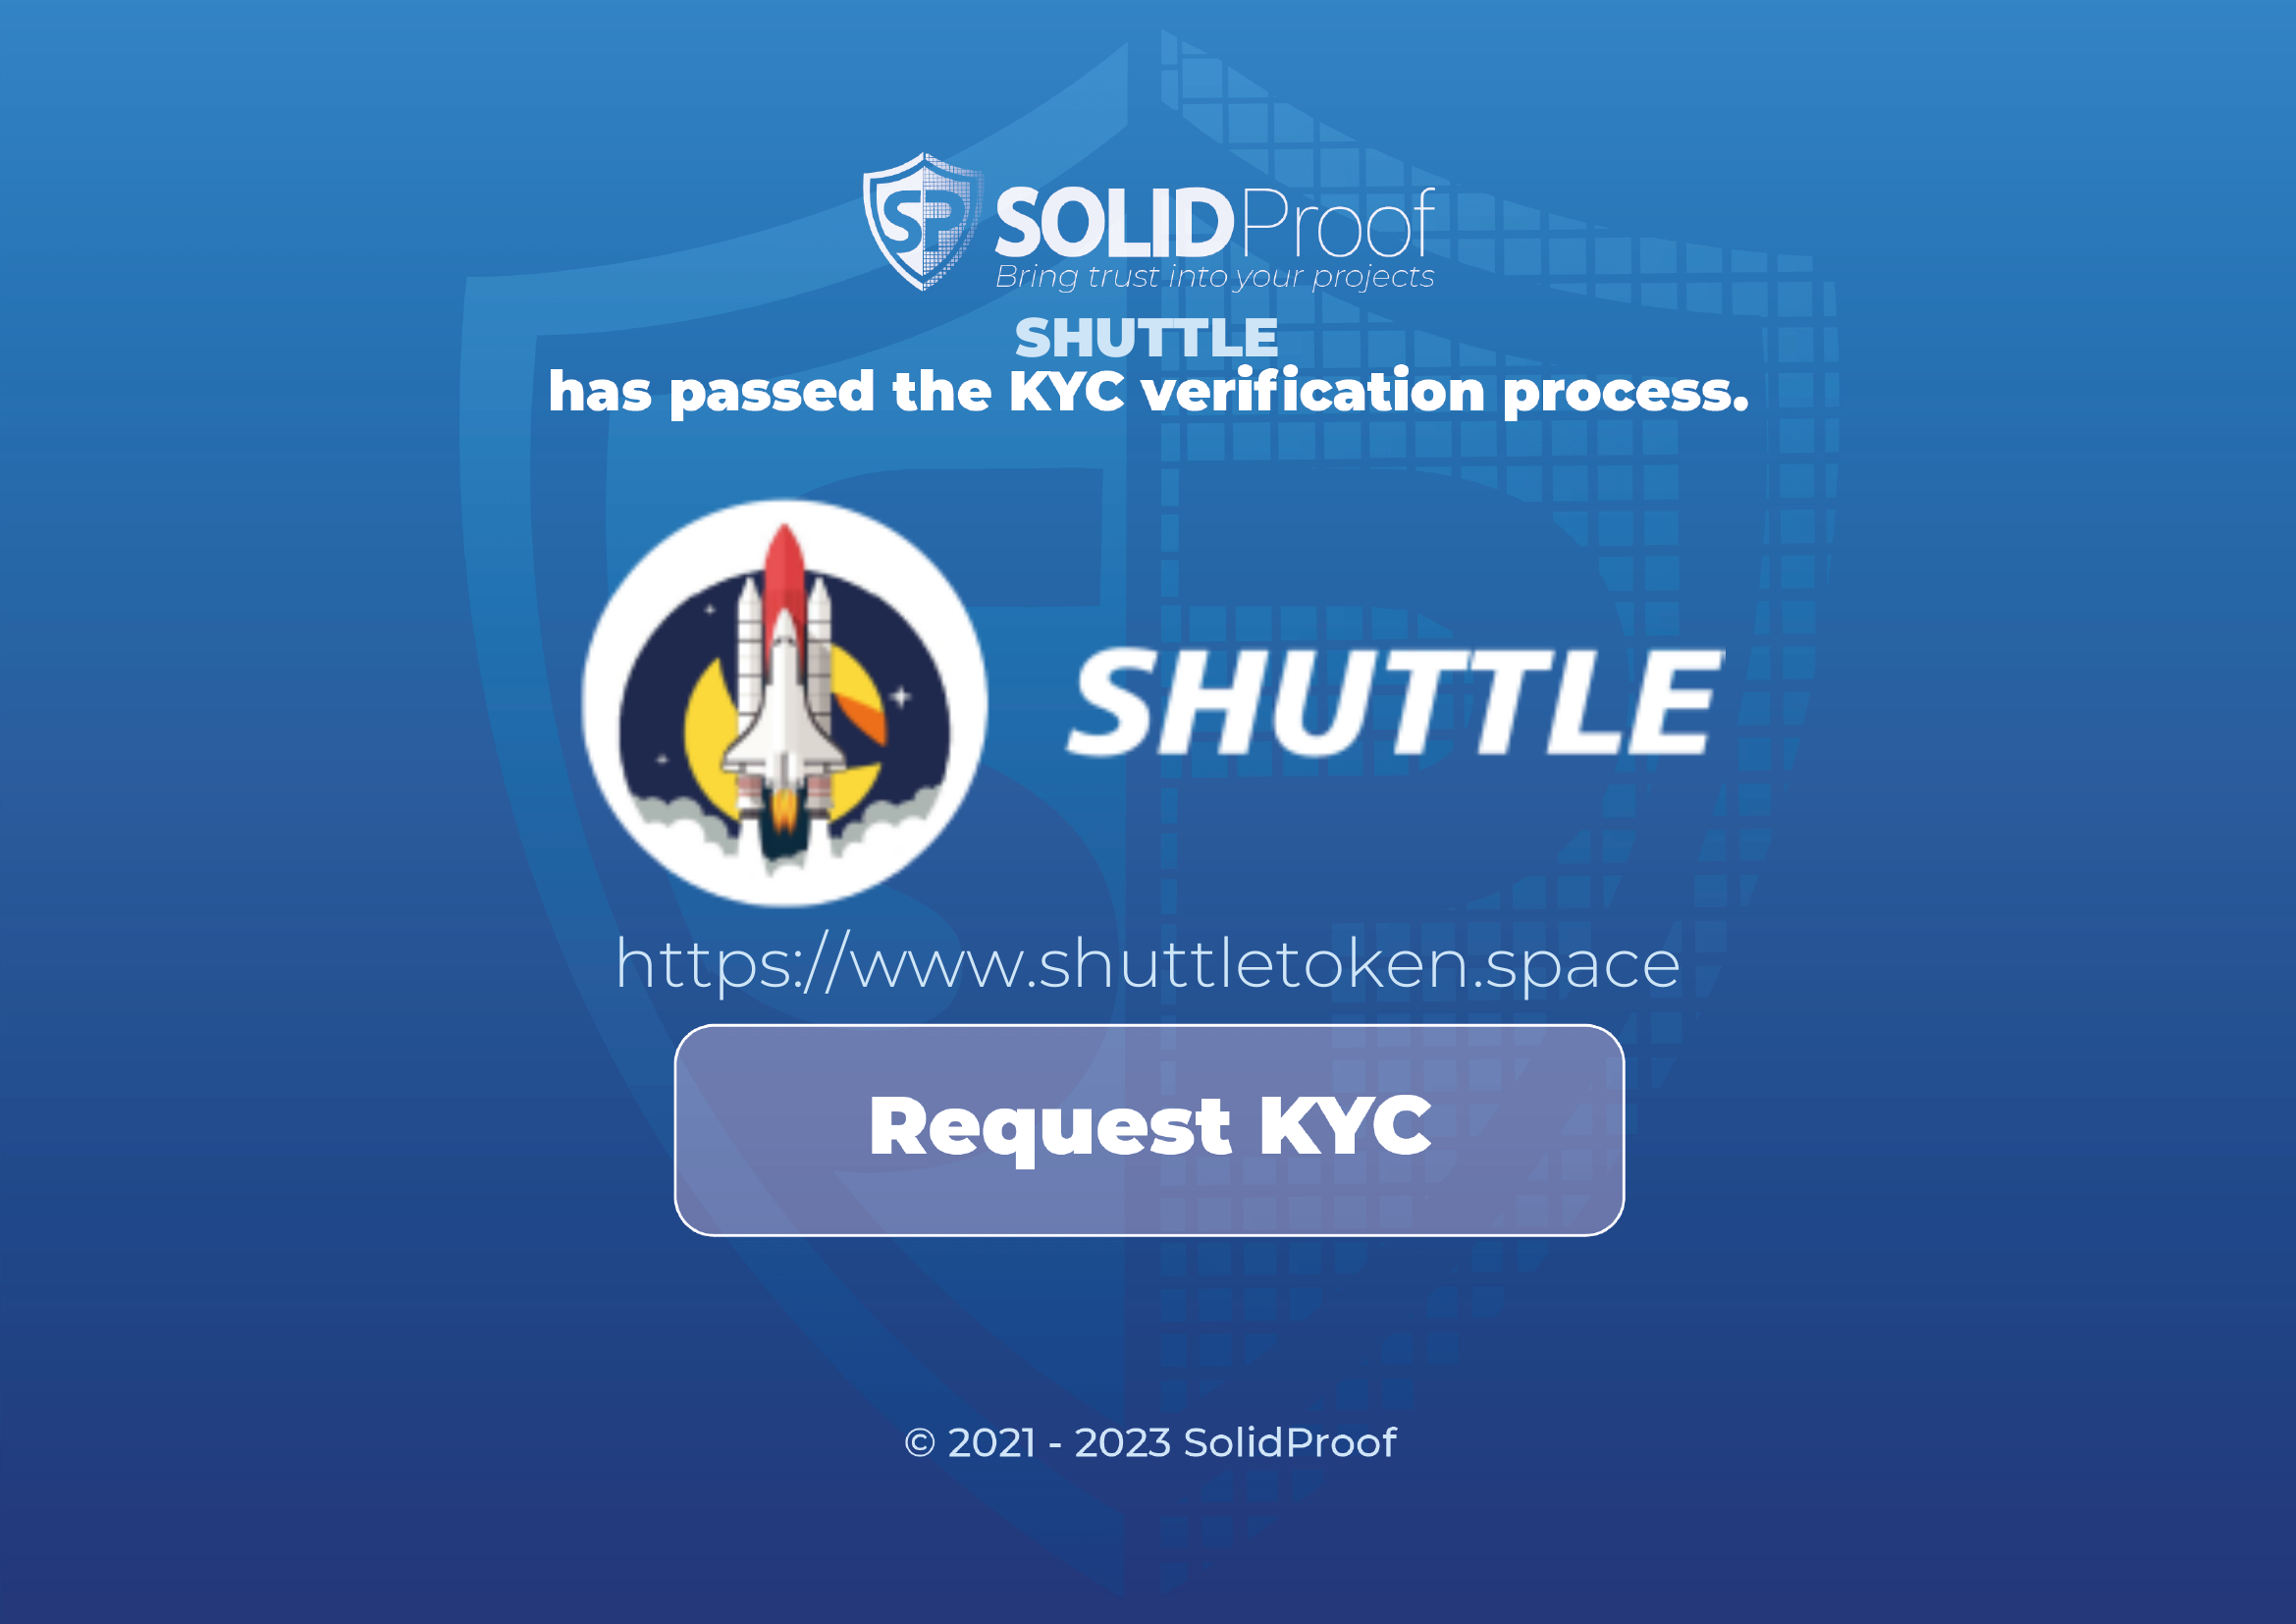 SP SOLIDProof
Bring trust into your projects
SHUTTLE
has passed the KYC verification process.
SHUTTLE
https://www.shuttletoken.space
Request KYC
© 2021 - 2023 SolidProof